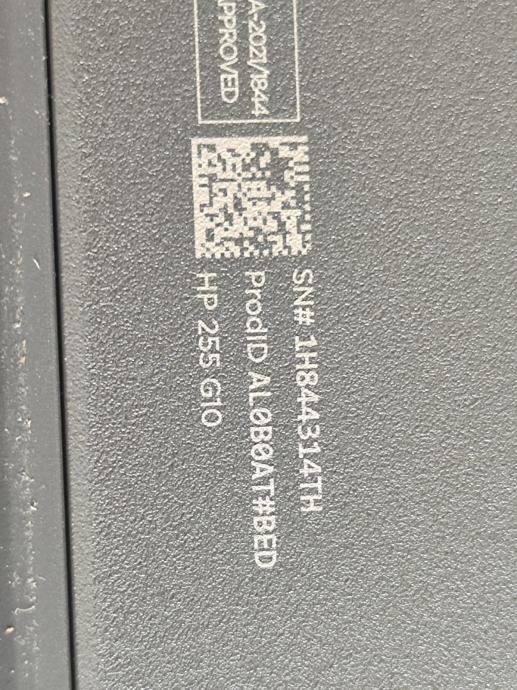 A-2021/1844
APPROVED
SN# 1H844314TH
ProdID AL0B0AT#BED
HP 255 G10